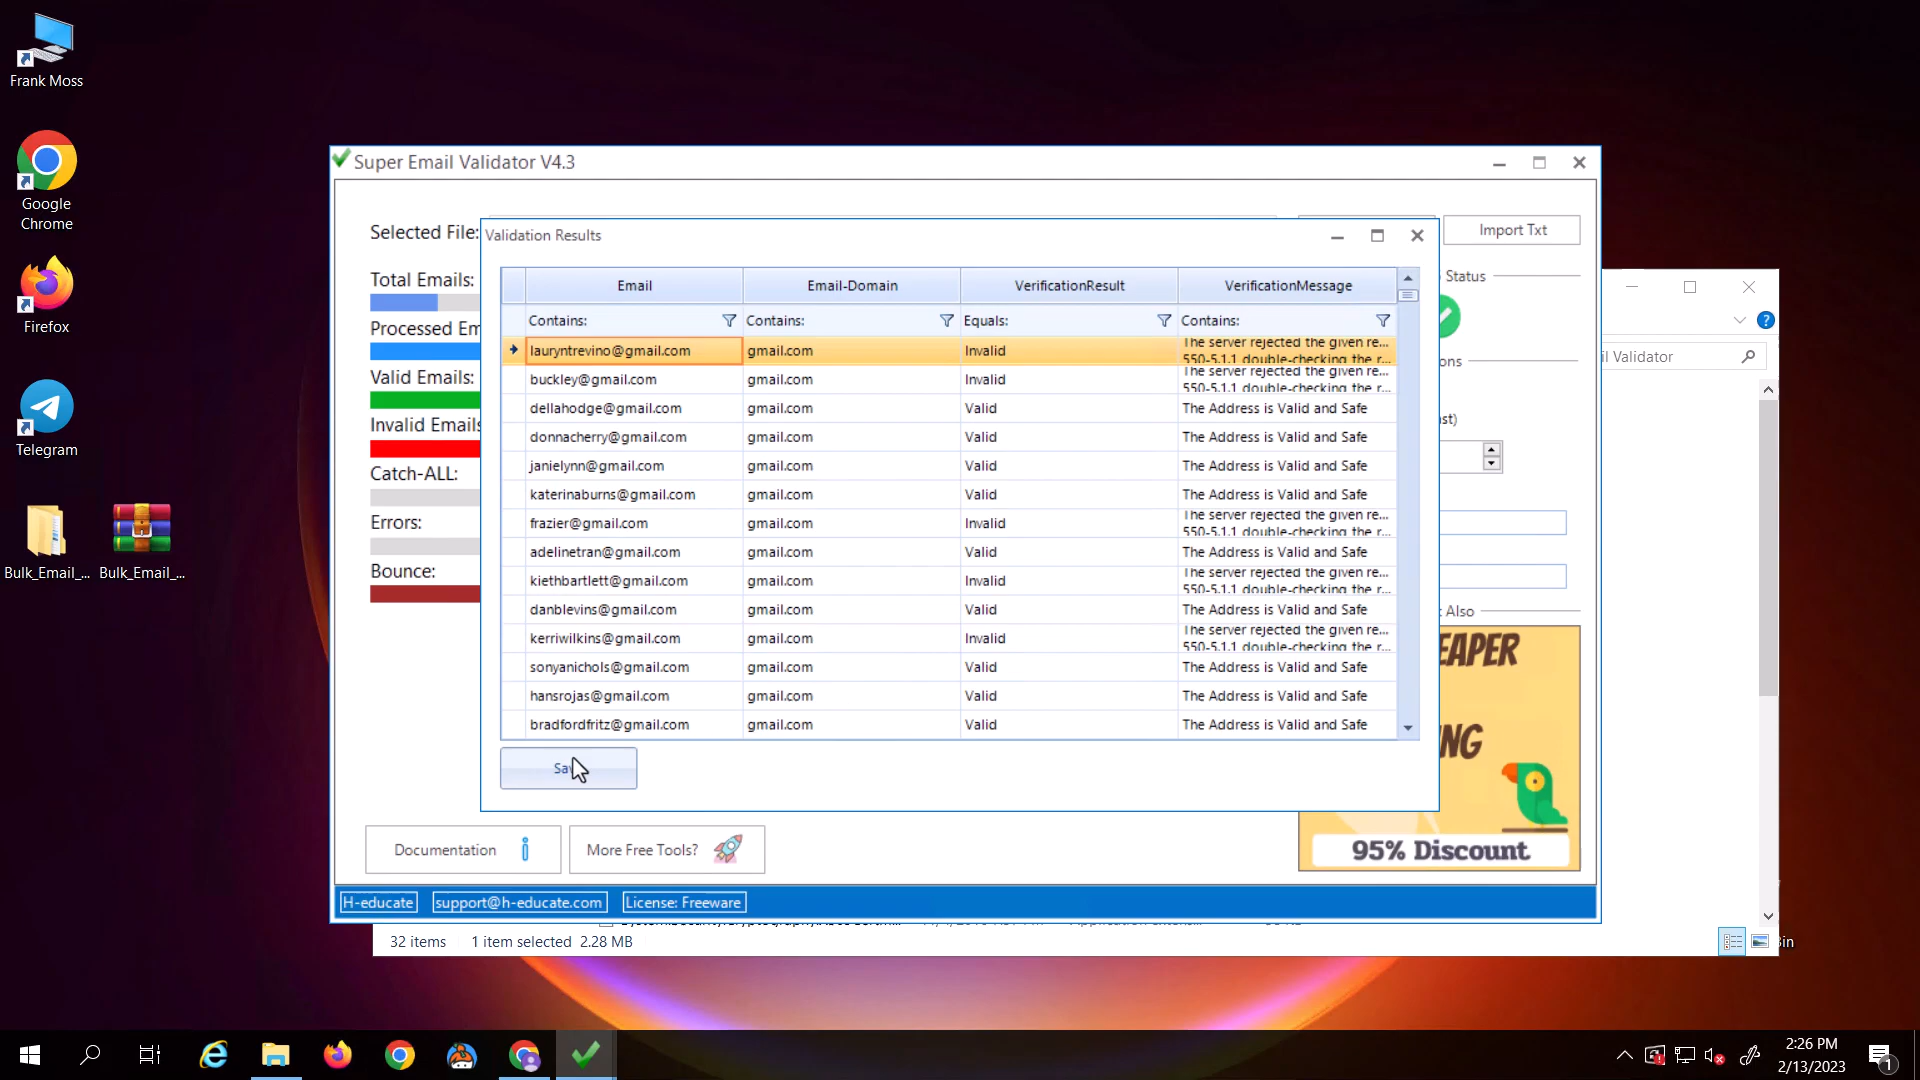 Frank Moss
Google
Chrome
Firefox
Telegram
Bulk_Email_...
Bulk_Email_...
Super Email Validator V4.3
Selected File:
Import Txt
Total Emails:
Processed Em
Valid Emails:
Invalid Emails
Catch-ALL:
Errors:
Bounce:
Status
ons
st)
Also
Validation Results
Email Email-Domain VerificationResult VerificationMessage
Contains: Contains: Equals: Contains:
lauryntrevino@gmail.com gmail.com Invalid The server rejected the given re...
550-5.1.1 double-checking the r...
buckley@gmail.com gmail.com Invalid The server rejected the given re...
550-5.1.1 double-checking the r...
dellahodge@gmail.com gmail.com Valid The Address is Valid and Safe
donnacherry@gmail.com gmail.com Valid The Address is Valid and Safe
janielynn@gmail.com gmail.com Valid The Address is Valid and Safe
katerinaburns@gmail.com gmail.com Valid The Address is Valid and Safe
frazier@gmail.com gmail.com Invalid The server rejected the given re...
550-5.1.1 double-checking the r...
adelinetran@gmail.com gmail.com Valid The Address is Valid and Safe
kiethbartlett@gmail.com gmail.com Invalid The server rejected the given re...
550-5.1.1 double-checking the r...
danblevins@gmail.com gmail.com Valid The Address is Valid and Safe
kerriwilkins@gmail.com gmail.com Invalid The server rejected the given re...
550-5.1.1 double-checking the r...
sonyanichols@gmail.com gmail.com Valid The Address is Valid and Safe
hansrojas@gmail.com gmail.com Valid The Address is Valid and Safe
bradfordfritz@gmail.com gmail.com Valid The Address is Valid and Safe
Sa
il Validator
EAPER
NG
95% Discount
Documentation
More Free Tools?
H-educate support@h-educate.com License: Freeware
32 items 1 item selected 2.28 MB
Bin
2:26 PM
2/13/2023
1